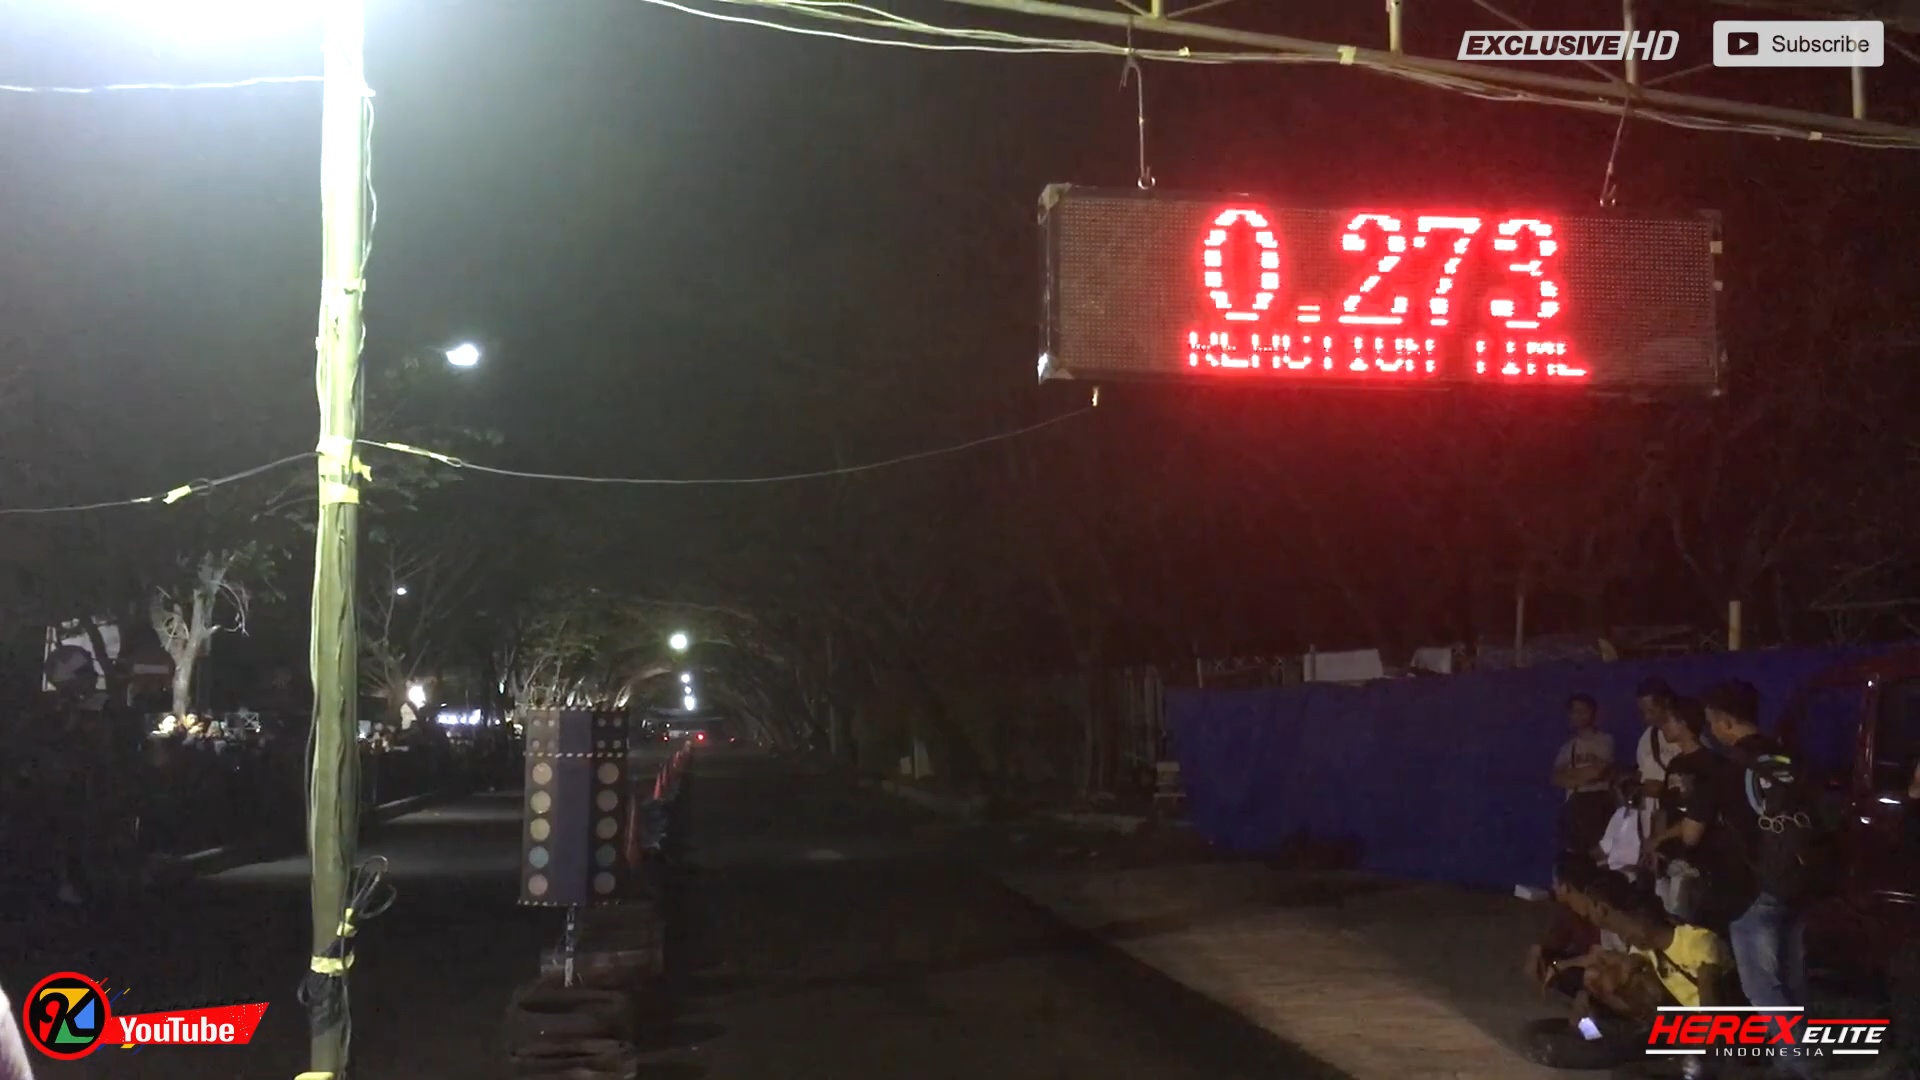 EXCLUSIVE/HD
Subscribe
0.273
REACTION TIME
YouTube
HEREX ELITE
INDONESIA